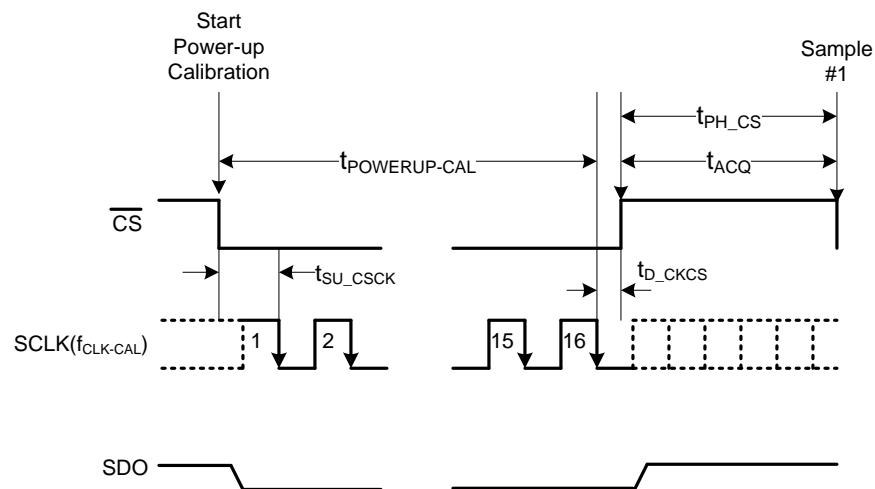 Start
Power-up
Calibration
Sample
#1
tPH_CS
tPOWERUP-CAL
tACQ
CS
tSU_CSCK
tD_CKCS
SCLK(fCLK-CAL)
1
2
15
16
SDO